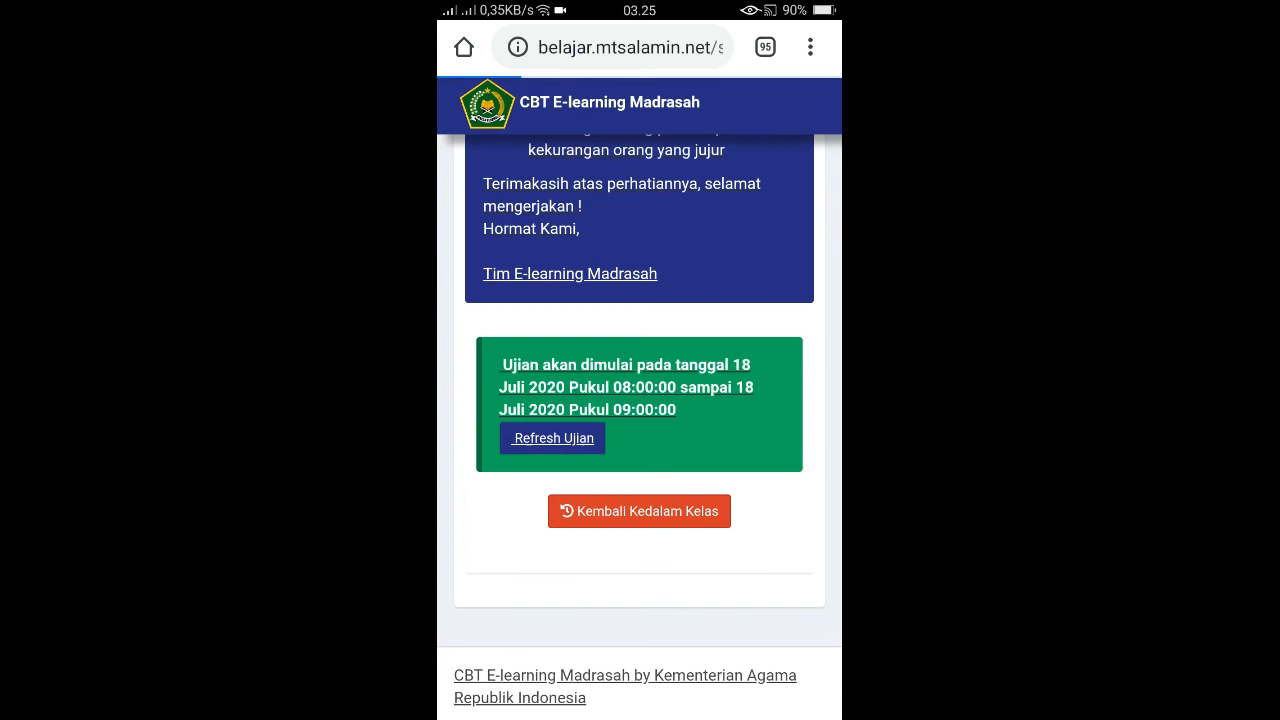 0,35KB/s 03.25 90%
belajar.mtsalamin.net/s 95
CBT E-learning Madrasah
kekurangan orang yang jujur
Terimakasih atas perhatiannya, selamat
mengerjakan !
Hormat Kami,
Tim E-learning Madrasah
Ujian akan dimulai pada tanggal 18
Juli 2020 Pukul 08:00:00 sampai 18
Juli 2020 Pukul 09:00:00
Refresh Ujian
Kembali Kedalam Kelas
CBT E-learning Madrasah by Kementerian Agama
Republik Indonesia